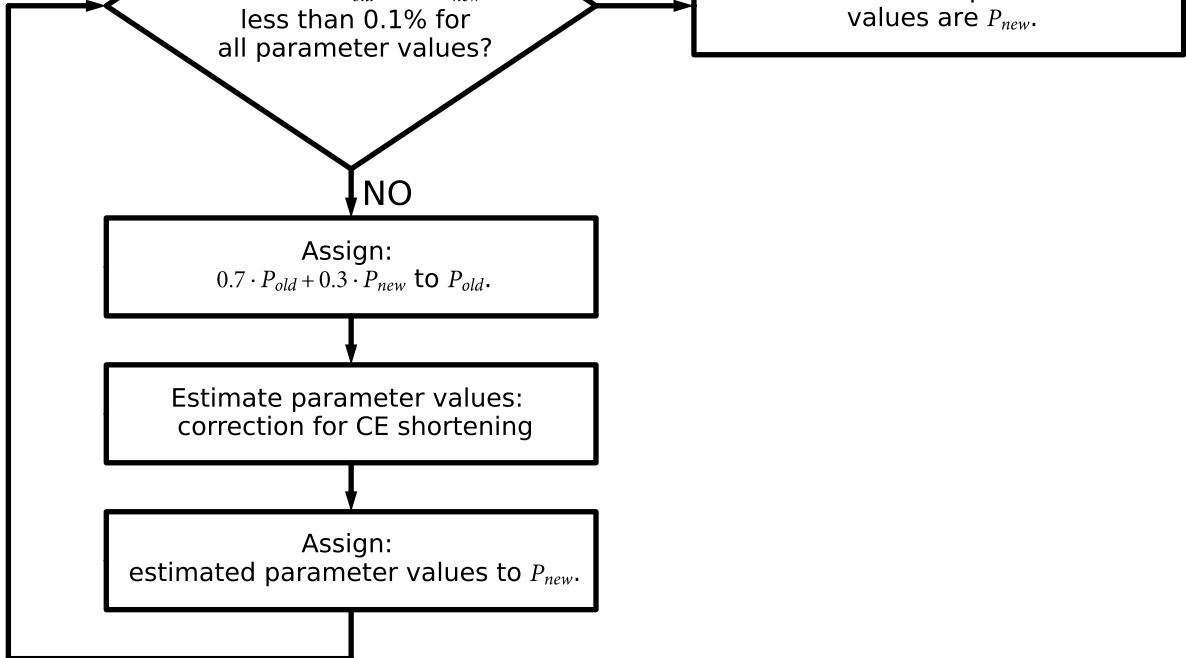 less than 0.1% for
all parameter values?
values are P_new.
NO
Assign:
0.7 · P_old + 0.3 · P_new to P_old.
Estimate parameter values:
correction for CE shortening
Assign:
estimated parameter values to P_new.